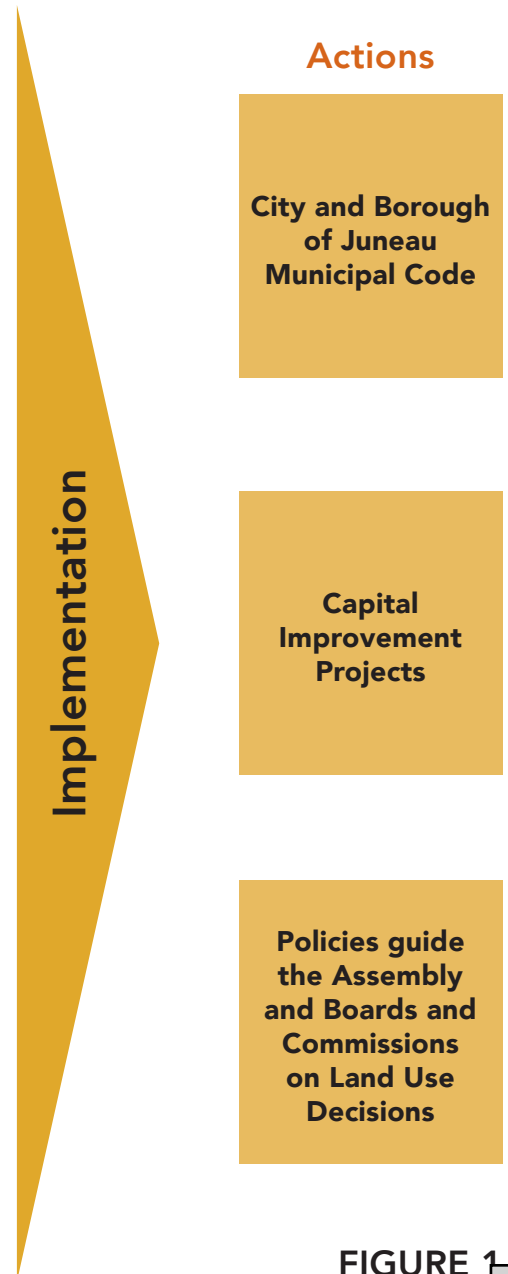 Actions
City and Borough
of Juneau
Municipal Code
Implementation
Capital
Improvement
Projects
Policies guide
the Assembly
and Boards and
Commissions
on Land Use
Decisions
FIGURE 1